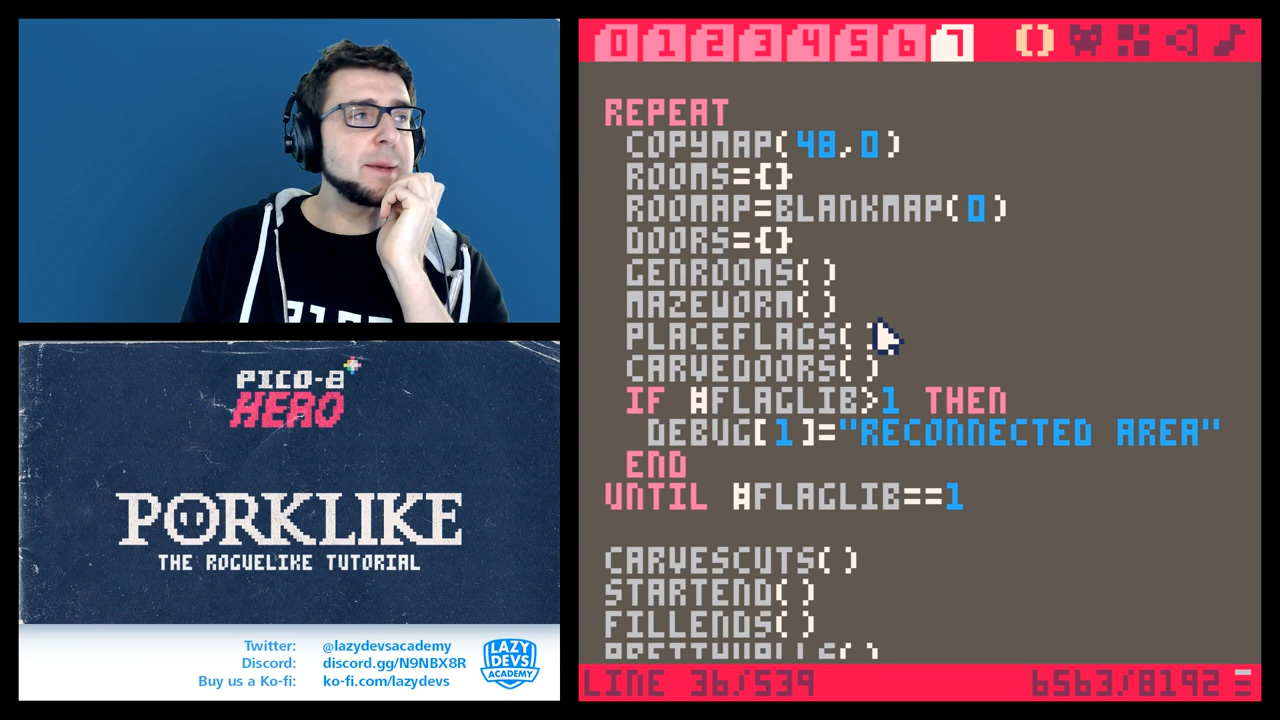 0 1 2 3 4 5 6 7 ()
REPEAT
COPYMAP(48,0)
ROOMS={}
ROOMAP=BLANKMAP(0)
DOORS={}
GENROOMS()
MAZEWORM()
PLACEFLAGS(
CARVEDOORS()
IF #FLAGLIB>1 THEN
DEBUG[1]="RECONNECTED AREA"
END
UNTIL #FLAGLIB==1
CARVESCUTS()
STARTEND()
FILLENDS()
PRETTYWALLS()
LINE 36/539
6563/8192
PICO-8
HERO
PORKLIKE
THE ROGUELIKE TUTORIAL
Twitter: @lazydevsacademy
Discord: discord.gg/N9NBX8R
Buy us a Ko-fi: ko-fi.com/lazydevs
LAZY
DEVS
ACADEMY